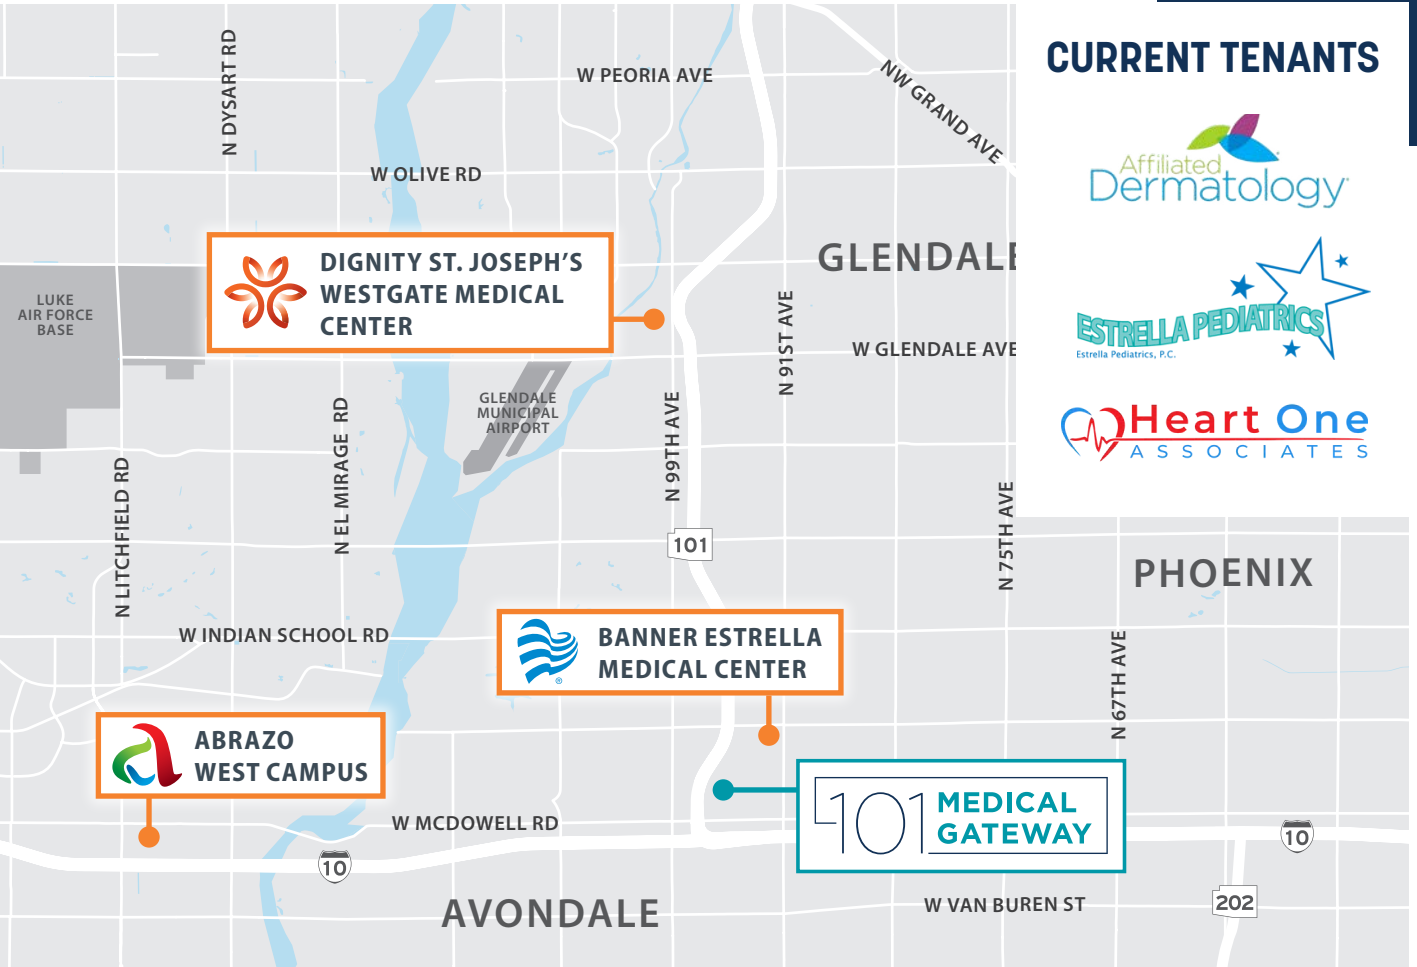 CURRENT TENANTS
Affiliated
Dermatology
ESTRELLA PEDIATRICS
Estrella Pediatrics, P.C.
Heart One
ASSOCIATES
N DYSART RD
W PEORIA AVE
NW GRAND AVE
W OLIVE RD
DIGNITY ST. JOSEPH'S
WESTGATE MEDICAL
CENTER
GLENDALE
LUKE
AIR FORCE
BASE
N 91ST AVE
W GLENDALE AVE
GLENDALE
MUNICIPAL
AIRPORT
N EL MIRAGE RD
N 99TH AVE
N LITCHFIELD RD
N 75TH AVE
101
PHOENIX
W INDIAN SCHOOL RD
BANNER ESTRELLA
MEDICAL CENTER
®
N 67TH AVE
ABRAZO
WEST CAMPUS
101 MEDICAL
GATEWAY
W MCDOWELL RD
10
10
AVONDALE
W VAN BUREN ST
202